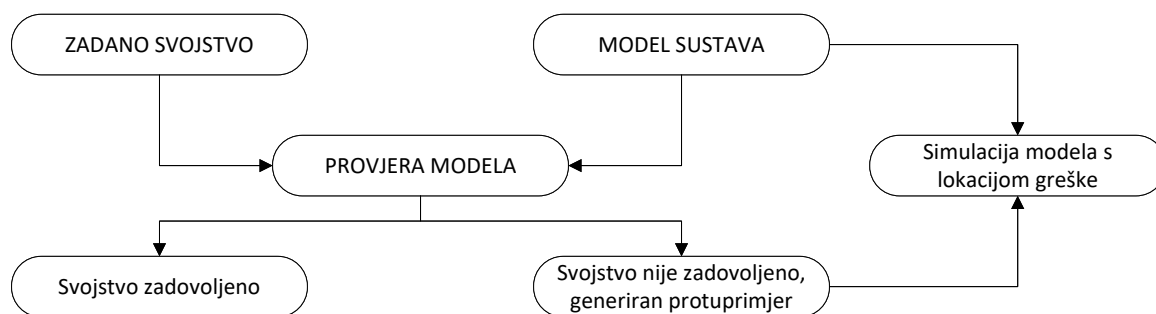 ZADANO SVOJSTVO
MODEL SUSTAVA
PROVJERA MODELA
Simulacija modela s
lokacijom greške
Svojstvo zadovoljeno
Svojstvo nije zadovoljeno,
generiran protuprimjer